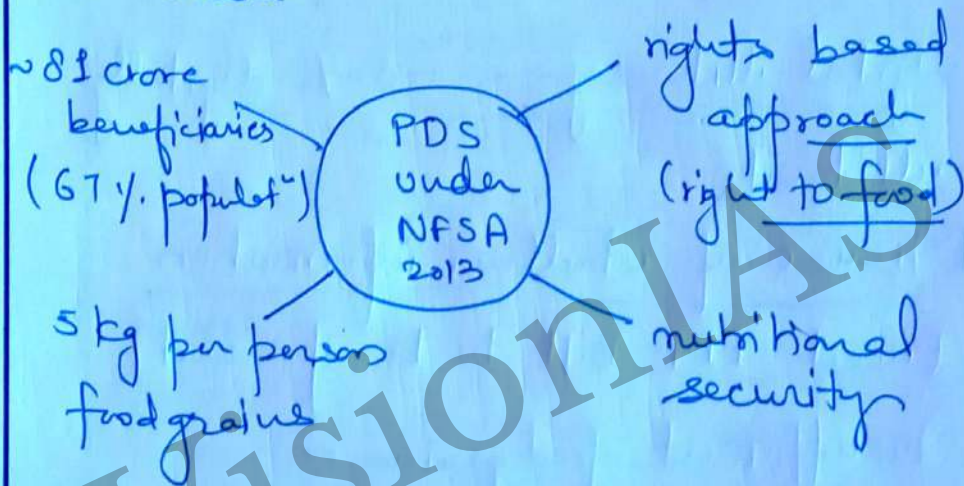 ~81 crore
beneficiaries
(67 %. populatⁿ)
PDS
under
NFSA
2013
rights based
approach
(right to food)
5 kg per person
foodgrains
nutritional
security
VisionIAS